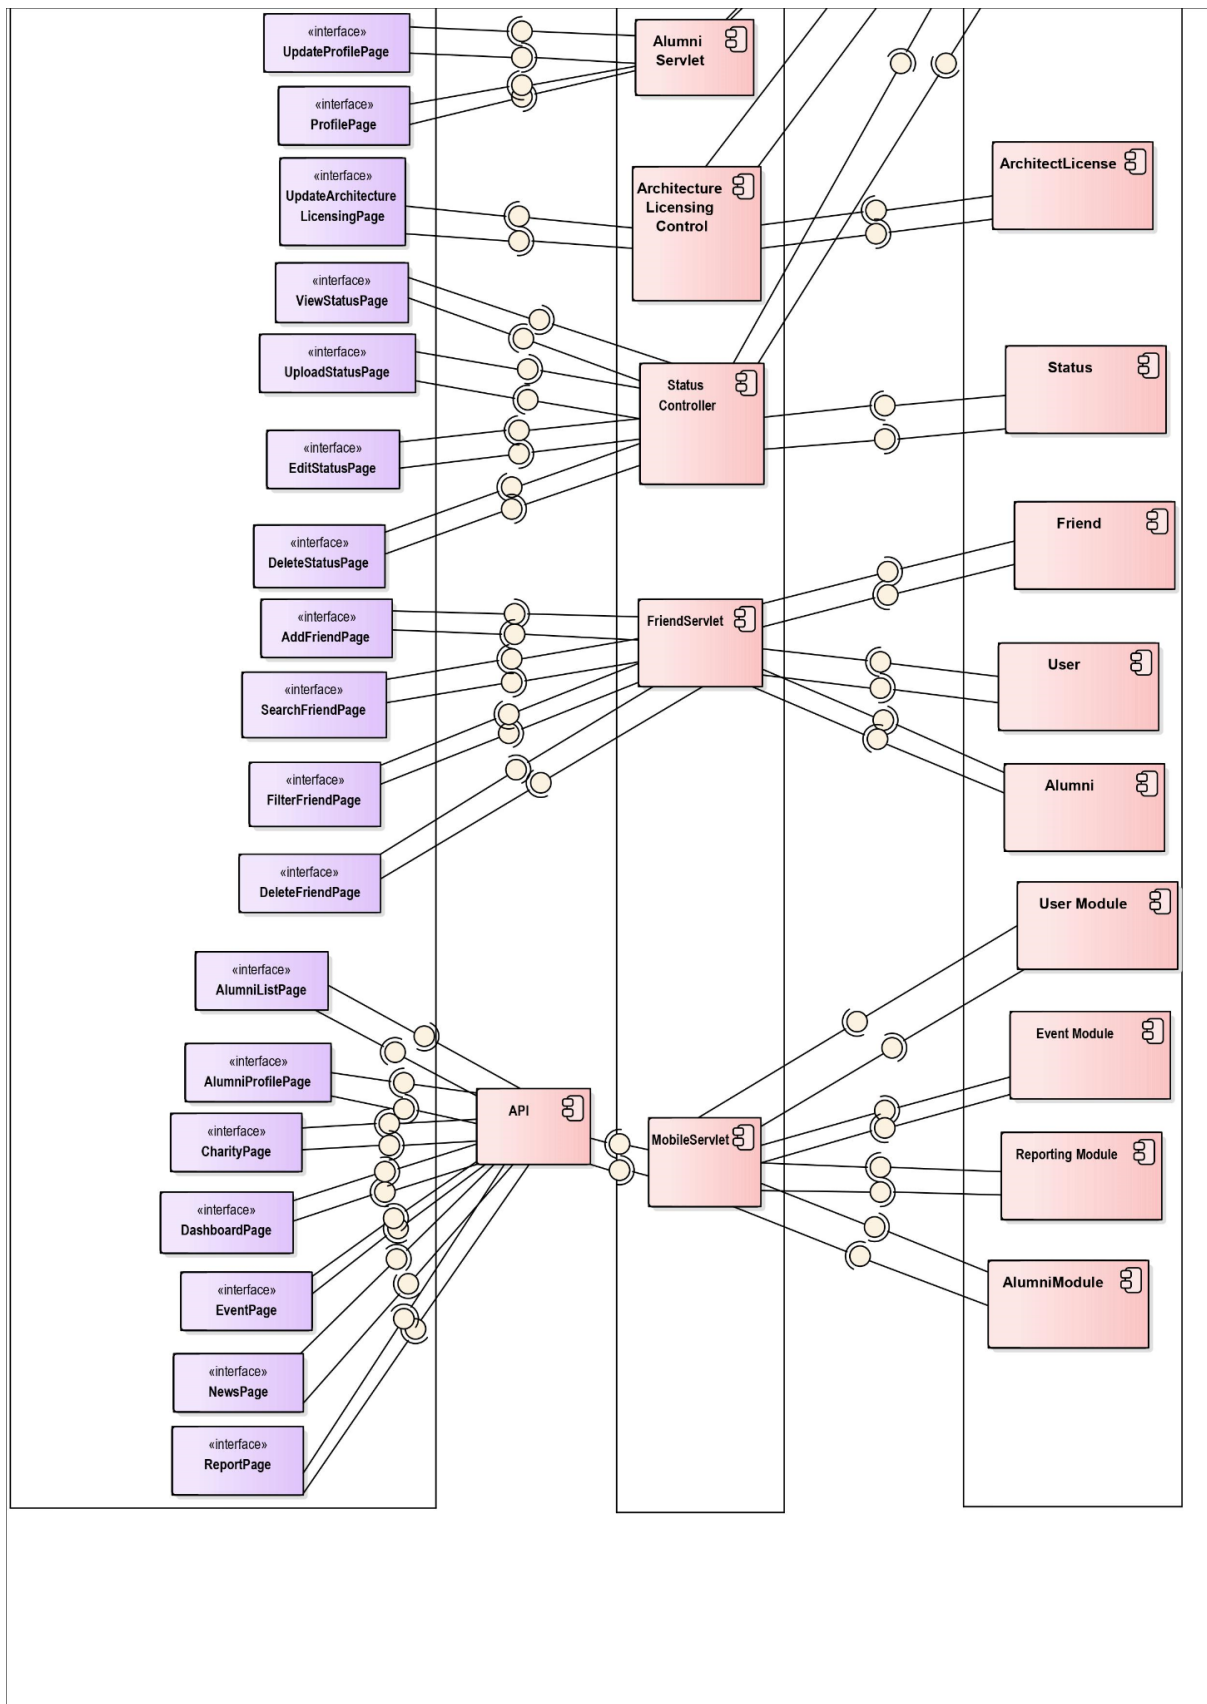 «interface»
UpdateProfilePage
«interface»
ProfilePage
«interface»
UpdateArchitecture
LicensingPage
«interface»
ViewStatusPage
«interface»
UploadStatusPage
«interface»
EditStatusPage
«interface»
DeleteStatusPage
«interface»
AddFriendPage
«interface»
SearchFriendPage
«interface»
FilterFriendPage
«interface»
DeleteFriendPage
«interface»
AlumniListPage
«interface»
AlumniProfilePage
«interface»
CharityPage
«interface»
DashboardPage
«interface»
EventPage
«interface»
NewsPage
«interface»
ReportPage
API
Alumni
Servlet
Architecture
Licensing
Control
Status
Controller
FriendServlet
MobileServlet
ArchitectLicense
Status
Friend
User
Alumni
User Module
Event Module
Reporting Module
AlumniModule